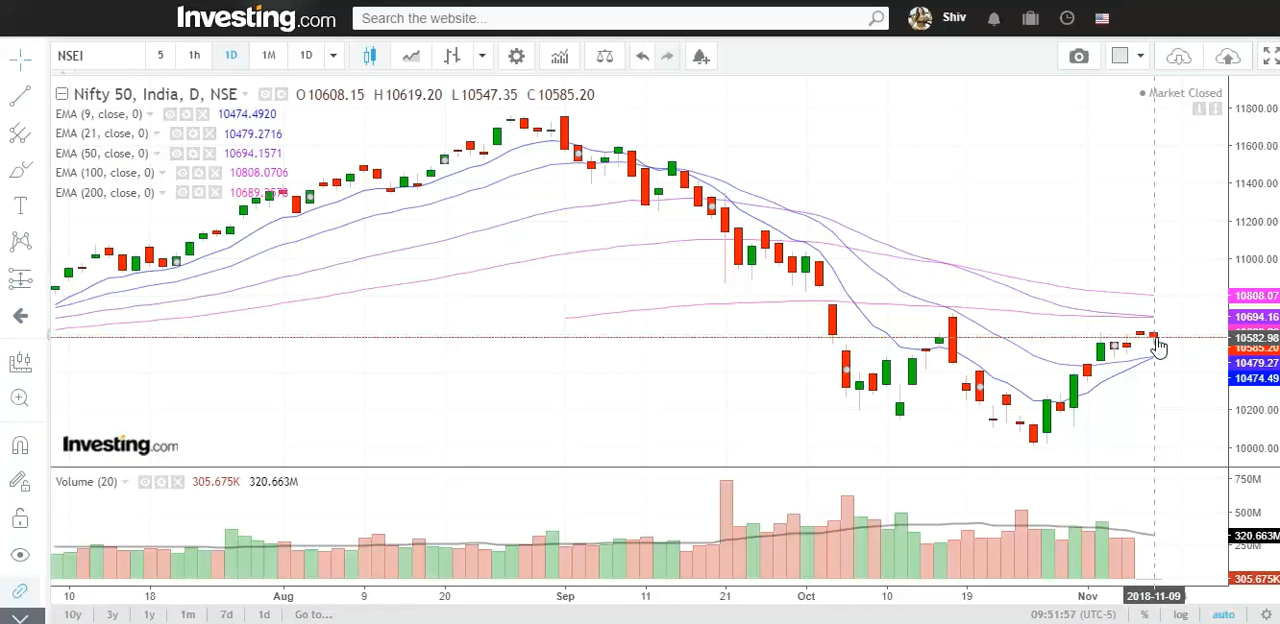 Investing.com Search the website... Shiv
NSEI 5 1h 1D 1M 1D
Nifty 50, India, D, NSE O10608.15 H10619.20 L10547.35 C10585.20
Market Closed
EMA (9, close, 0) 10474.4920
EMA (21, close, 0) 10479.2716
EMA (50, close, 0) 10694.1571
EMA (100, close, 0) 10808.0706
EMA (200, close, 0)
11800.00
11600.00
11400.00
11200.00
11000.00
10808.07
10694.16
10582.98
10585.20
10479.27
10474.49
10200.00
10000.00
Investing.com
Volume (20) 305.675K 320.663M
750M
500M
320.663M
250M
305.675K
10 18 Aug 9 20 Sep 11 21 Oct 10 19 Nov 2018-11-09
10y 3y 1y 1m 7d 1d Go to... 09:51:57 (UTC-5) % log auto